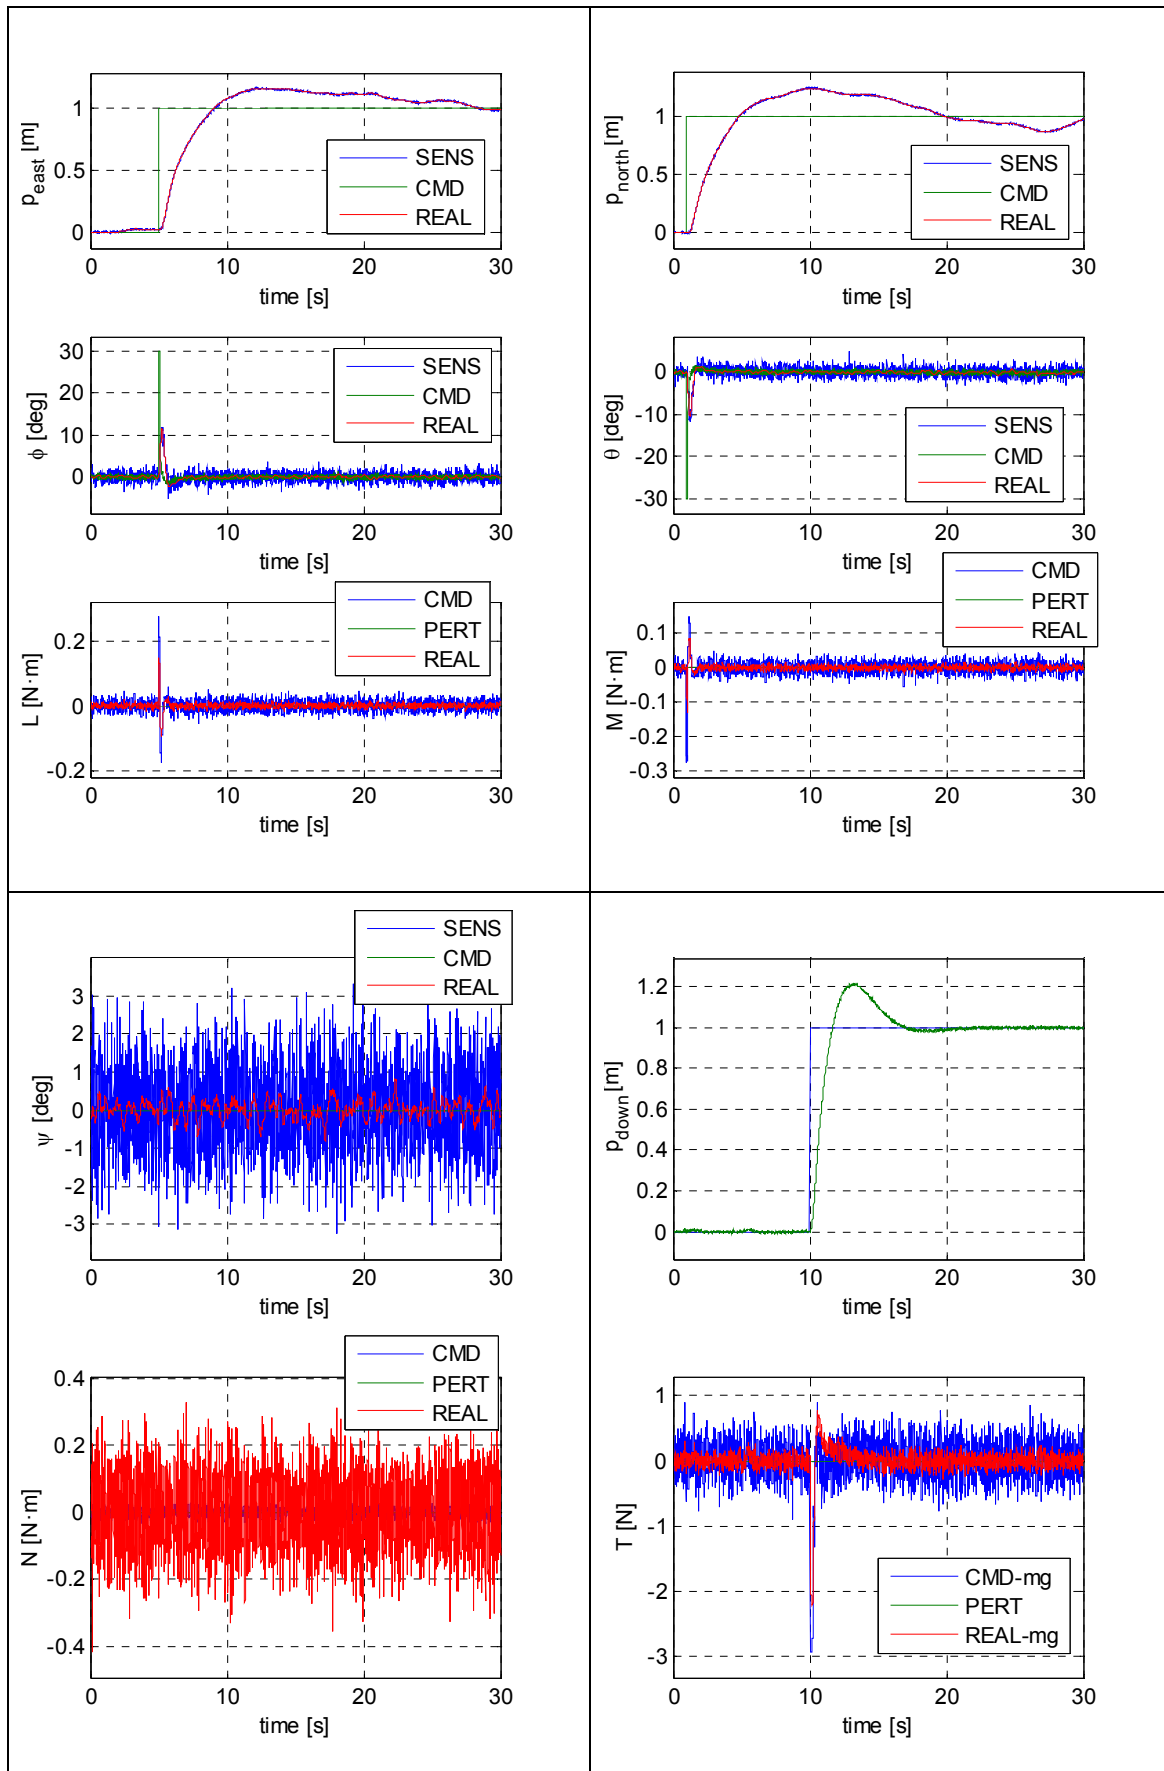 1
0.5
0
p_east [m]
SENS
CMD
REAL
0 10 20 30
time [s]
1
0.5
0
p_north [m]
SENS
CMD
REAL
0 10 20 30
time [s]
30
20
10
0
ϕ [deg]
SENS
CMD
REAL
0 10 20 30
time [s]
0
-10
-20
-30
θ [deg]
SENS
CMD
REAL
0 10 20 30
time [s]
0.2
0
-0.2
L [N·m]
CMD
PERT
REAL
0 10 20 30
time [s]
0.1
0
-0.1
-0.2
-0.3
M [N·m]
CMD
PERT
REAL
0 10 20 30
time [s]
3
2
1
0
-1
-2
-3
ψ [deg]
SENS
CMD
REAL
0 10 20 30
time [s]
1.2
1
0.8
0.6
0.4
0.2
0
p_down [m]
0 10 20 30
time [s]
0.4
0.2
0
-0.2
-0.4
N [N·m]
CMD
PERT
REAL
0 10 20 30
time [s]
1
0
-1
-2
-3
T [N]
CMD-mg
PERT
REAL-mg
0 10 20 30
time [s]